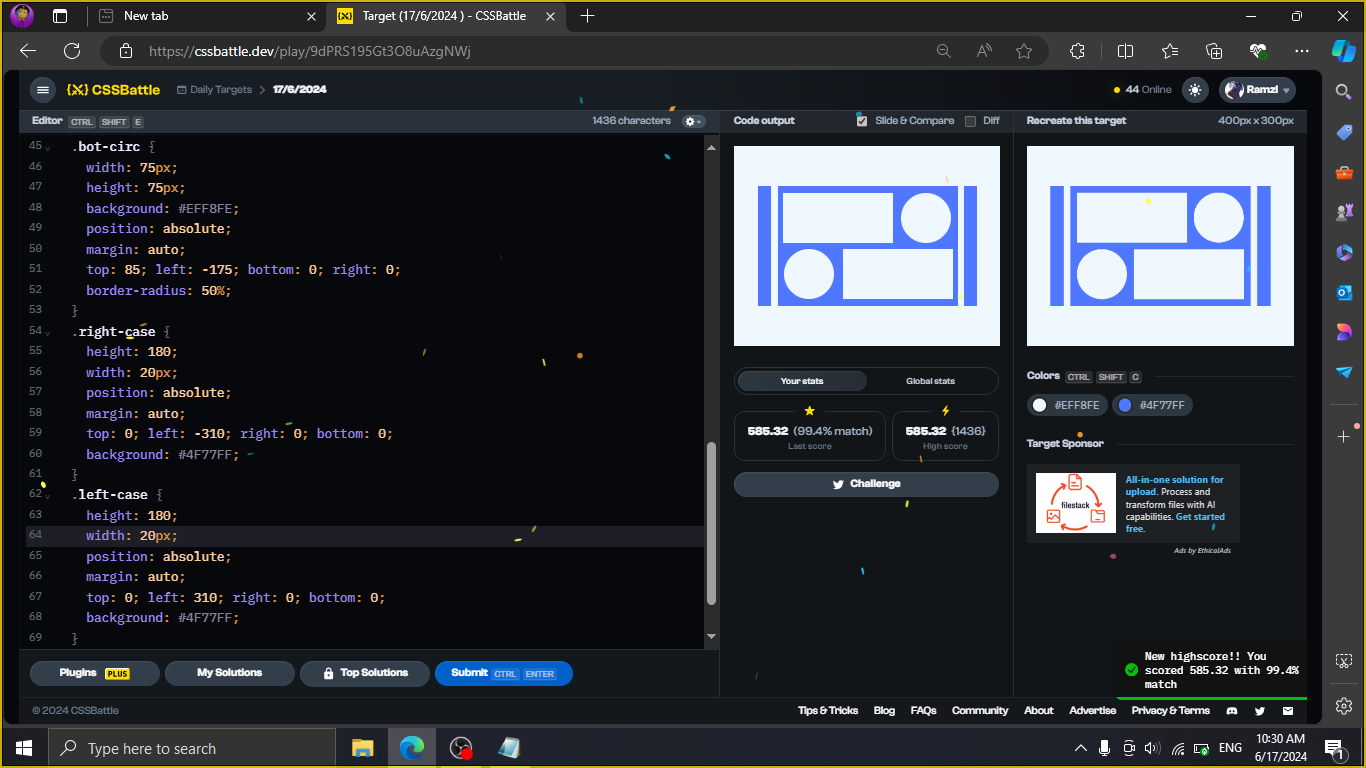 New tab
Target (17/6/2024 ) - CSSBattle
https://cssbattle.dev/play/9dPRS195Gt3O8uAzgNWj
{X} CSSBattle
Daily Targets > 17/6/2024
44 Online
Ramzi
Editor CTRL SHIFT E
1436 characters
Code output
Slide & Compare
Diff
Recreate this target
400px x 300px
45 .bot-circ {
46 width: 75px;
47 height: 75px;
48 background: #EFF8FE;
49 position: absolute;
50 margin: auto;
51 top: 85; left: -175; bottom: 0; right: 0;
52 border-radius: 50%;
53 }
54 .right-case {
55 height: 180;
56 width: 20px;
57 position: absolute;
58 margin: auto;
59 top: 0; left: -310; right: 0; bottom: 0;
60 background: #4F77FF;
61 }
62 .left-case {
63 height: 180;
64 width: 20px;
65 position: absolute;
66 margin: auto;
67 top: 0; left: 310; right: 0; bottom: 0;
68 background: #4F77FF;
69 }
Your stats
Global stats
585.32 (99.4% match)
Last score
585.32 {1436}
High score
Challenge
Colors CTRL SHIFT C
#EFF8FE
#4F77FF
Target Sponsor
filestack
All-in-one solution for
upload. Process and
transform files with AI
capabilities. Get started
free.
Ads by EthicalAds
Plugins PLUS
My Solutions
Top Solutions
Submit CTRL ENTER
New highscore!! You
scored 585.32 with 99.4%
match
© 2024 CSSBattle
Tips & Tricks
Blog
FAQs
Community
About
Advertise
Privacy & Terms
Type here to search
ENG
10:30 AM
6/17/2024
1